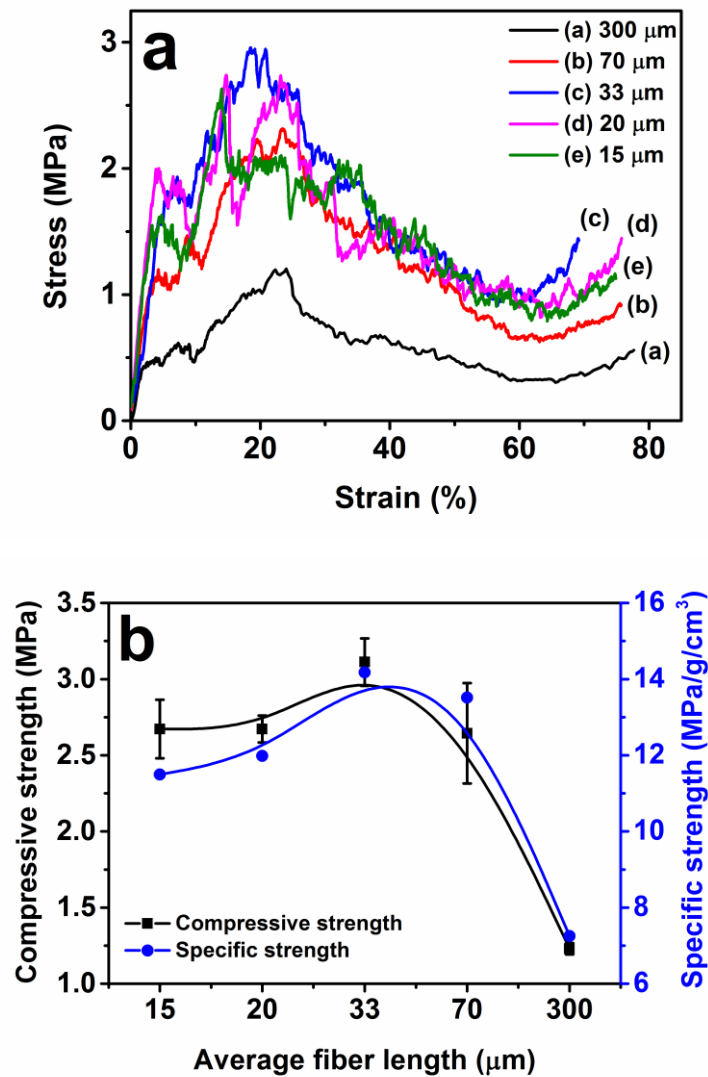 a
(a) 300 μm
(b) 70 μm
(c) 33 μm
(d) 20 μm
(e) 15 μm
3
2
1
0
Stress (MPa)
(c)
(d)
(e)
(b)
(a)
0 20 40 60 80
Strain (%)
b
3.5
3.0
2.5
2.0
1.5
1.0
Compressive strength (MPa)
16
14
12
10
8
6
Specific strength (MPa/g/cm³)
Compressive strength
Specific strength
15 20 33 70 300
Average fiber length (μm)